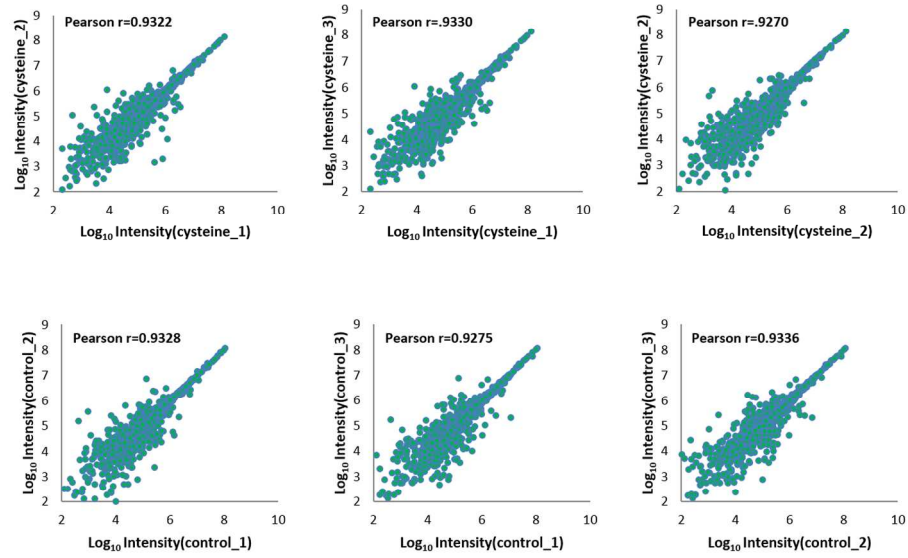 Pearson r=0.9322
9
8
7
6
5
4
3
2
Log10 Intensity(cysteine_2)
2 4 6 8 10
Log10 Intensity(cysteine_1)
Pearson r=.9330
9
8
7
6
5
4
3
2
Log10 Intensity(cysteine_3)
2 4 6 8 10
Log10 Intensity(cysteine_1)
Pearson r=.9270
9
8
7
6
5
4
3
2
Log10 Intensity(cysteine_2)
2 4 6 8 10
Log10 Intensity(cysteine_2)
Pearson r=0.9328
9
8
7
6
5
4
3
2
Log10 Intensity(control_2)
2 4 6 8 10
Log10 Intensity(control_1)
Pearson r=0.9275
9
8
7
6
5
4
3
2
Log10 Intensity(control_3)
2 4 6 8 10
Log10 Intensity(control_1)
Pearson r=0.9336
9
8
7
6
5
4
3
2
Log10 Intensity(control_3)
2 4 6 8 10
Log10 Intensity(control_2)